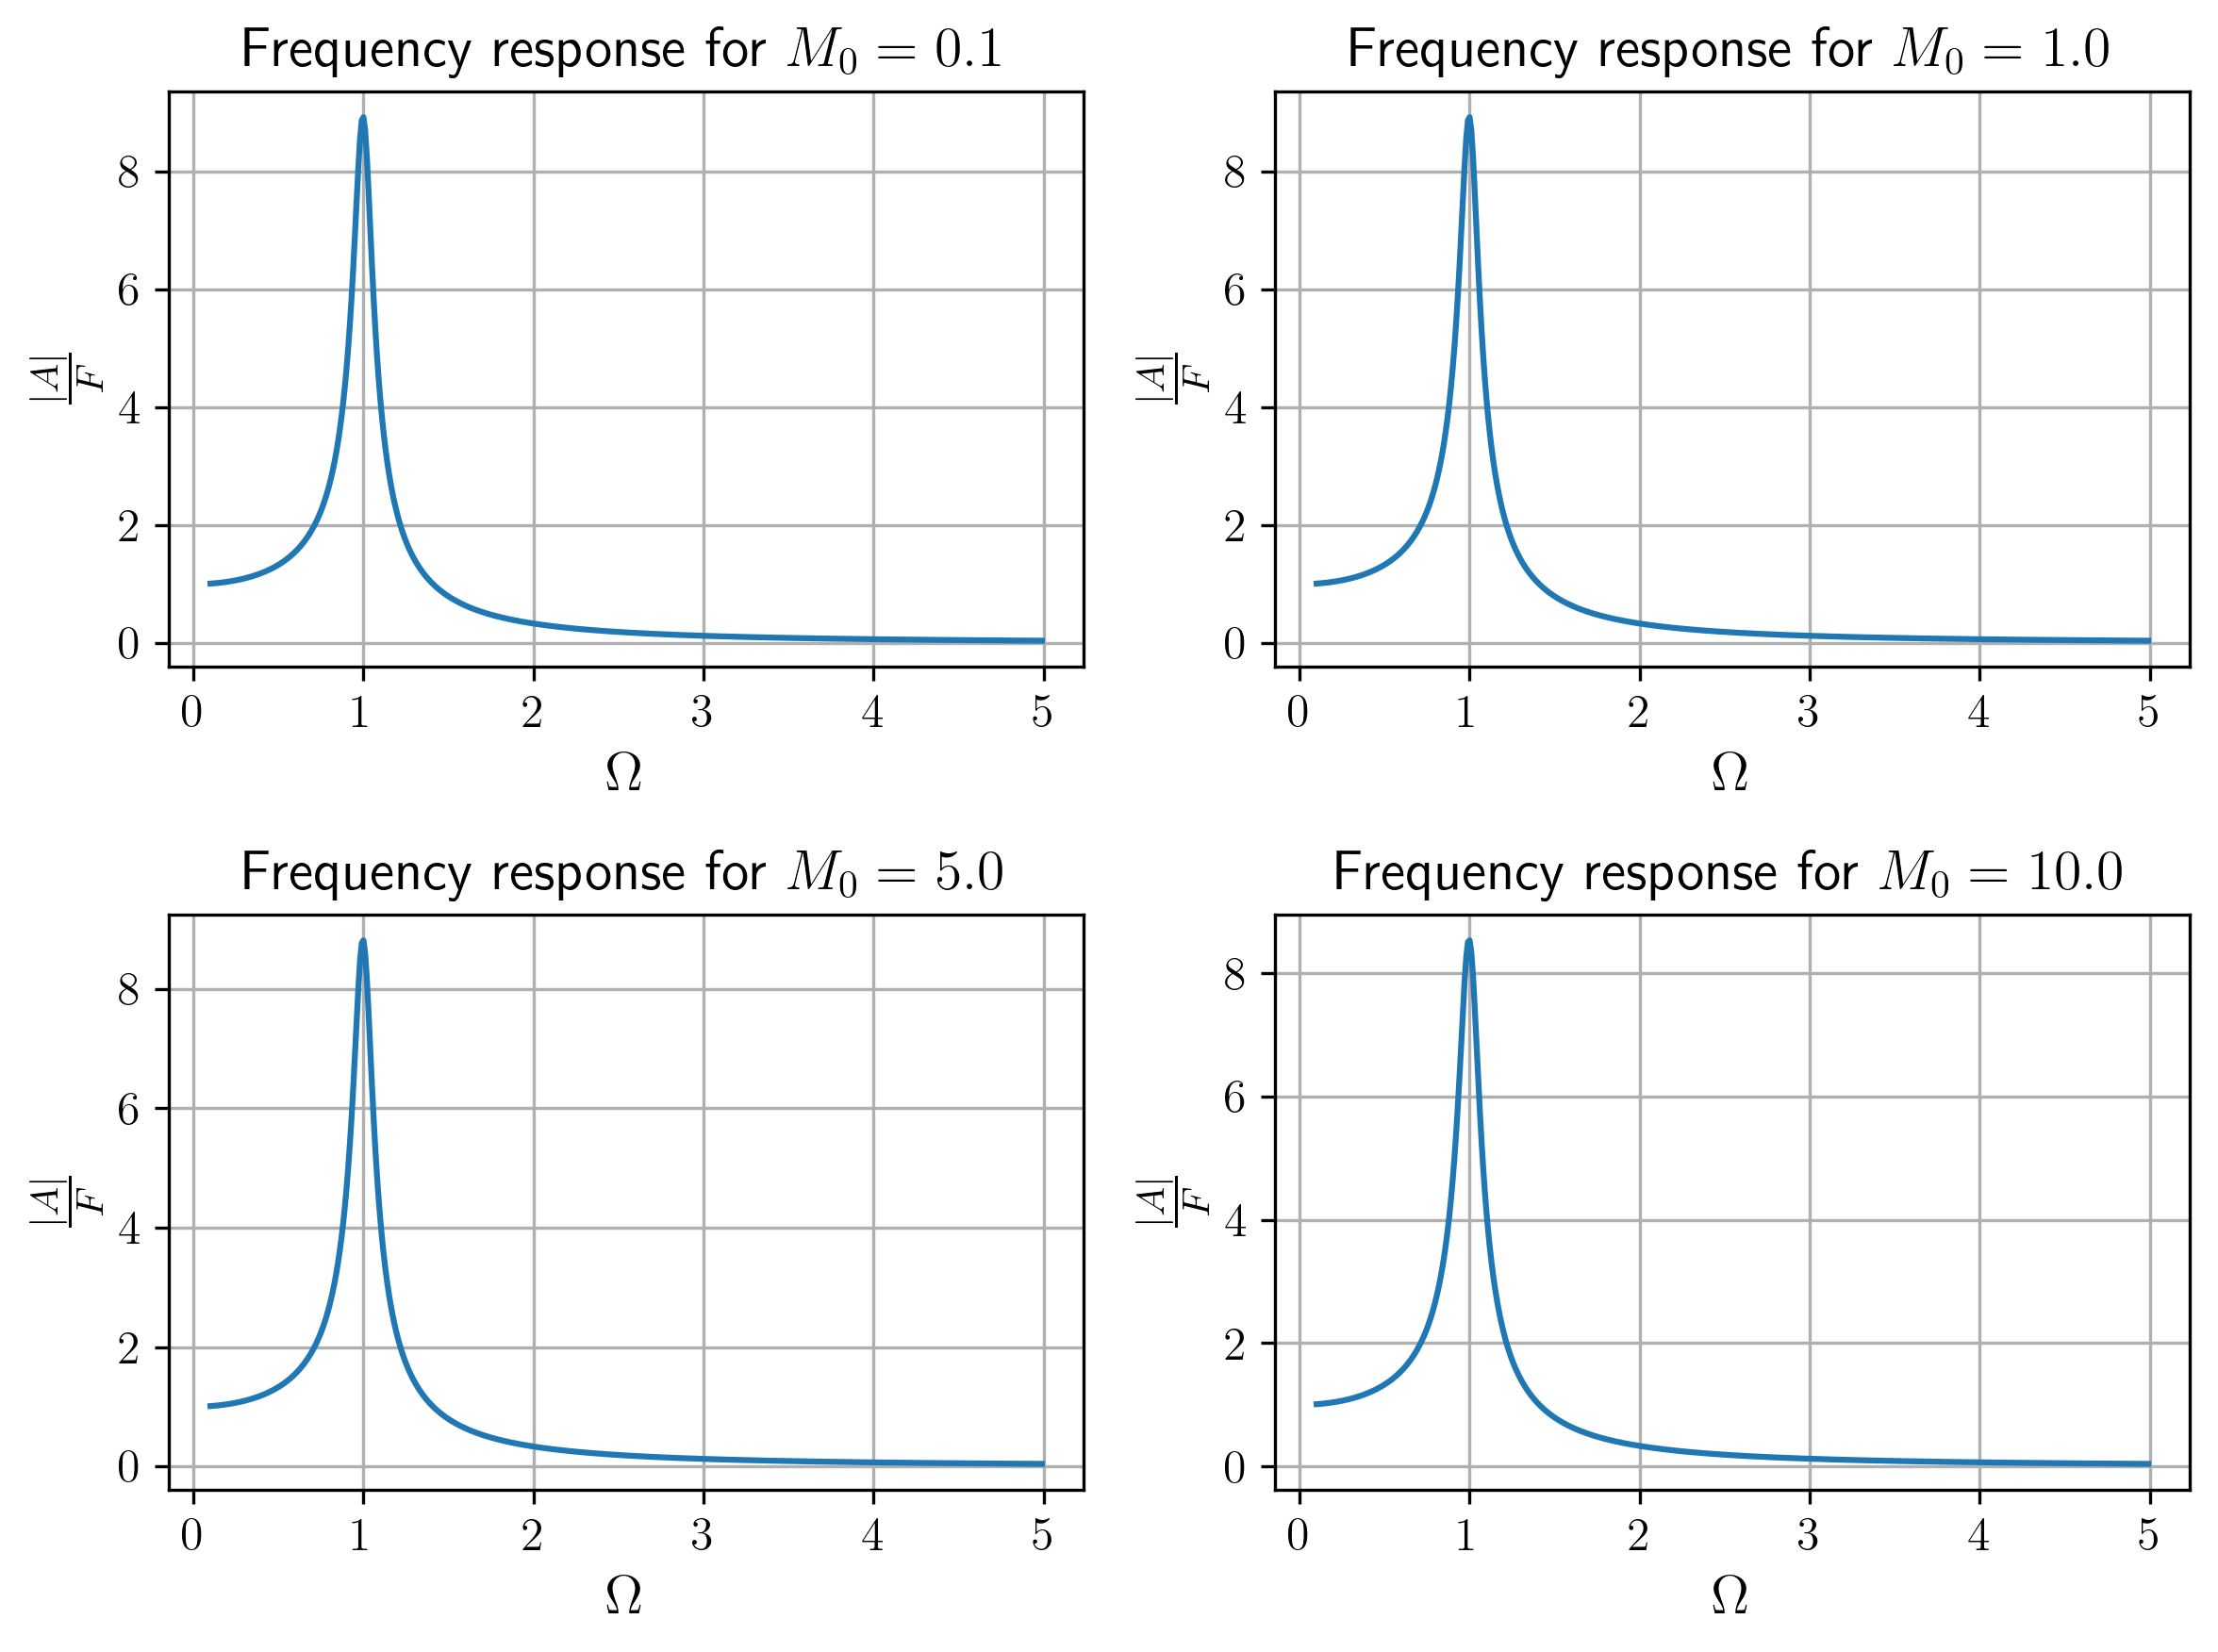 Frequency response for M₀ = 0.1
|A|/F
8
6
4
2
0
0 1 2 3 4 5
Ω
Frequency response for M₀ = 1.0
|A|/F
8
6
4
2
0
0 1 2 3 4 5
Ω
Frequency response for M₀ = 5.0
|A|/F
8
6
4
2
0
0 1 2 3 4 5
Ω
Frequency response for M₀ = 10.0
|A|/F
8
6
4
2
0
0 1 2 3 4 5
Ω